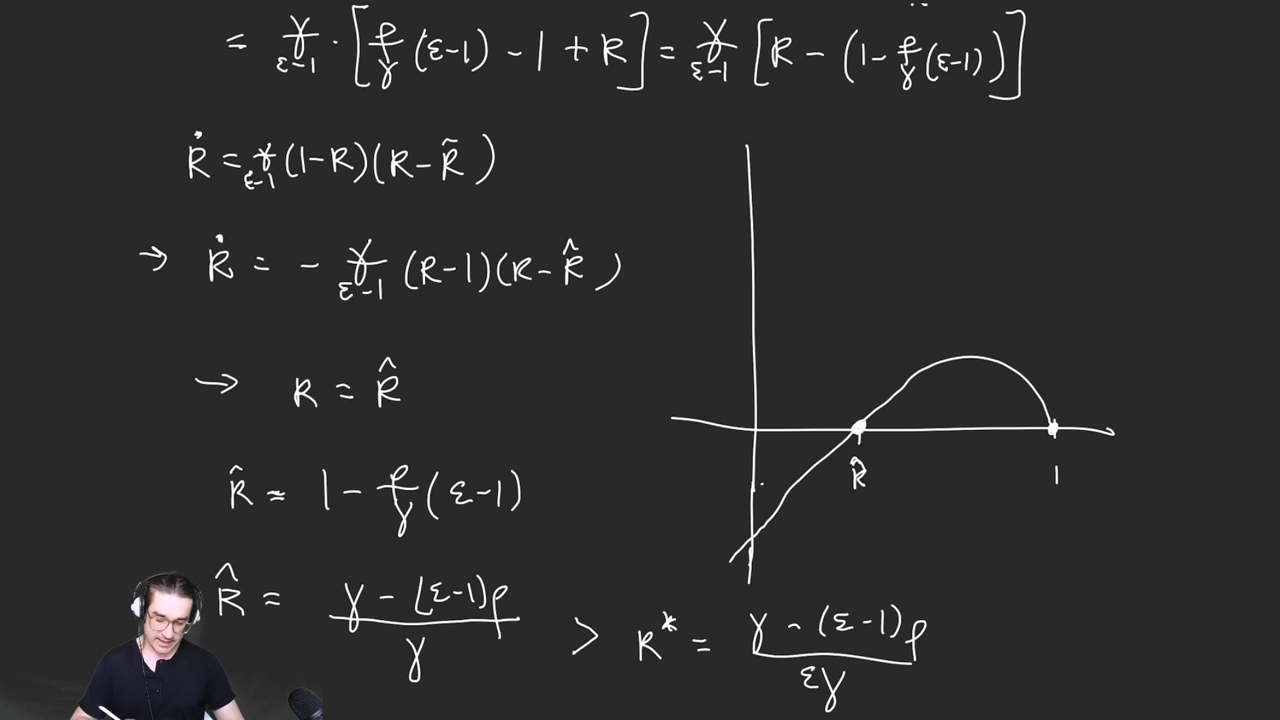 = γ/(ε-1) · [ρ/γ (ε-1) - 1 + R] = γ/(ε-1) [R - (1 - ρ/γ (ε-1))]
Ṙ = γ/(ε-1) (1-R)(R-R̃)
→ Ṙ = - γ/(ε-1) (R-1)(R-R̂)
→ R = R̂
R̂ = 1 - ρ/γ (ε-1)
R̂ = (γ - (ε-1)ρ)/γ > R* = (γ - (ε-1)ρ)/(εγ)
R̂
1